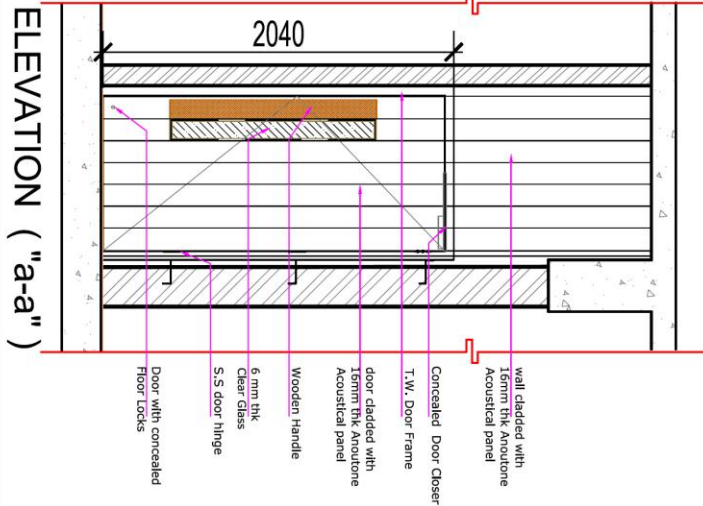 ELEVATION ("a-a")
2040
wall cladded with
16mm thk Anoutone
Acoustical panel
Concealed Door Closer
T.W. Door Frame
door cladded with
16mm thk Anoutone
Acoustical panel
Wooden Handle
6 mm thk
Clear Glass
S.S door hinge
Door with concealed
Floor Locks